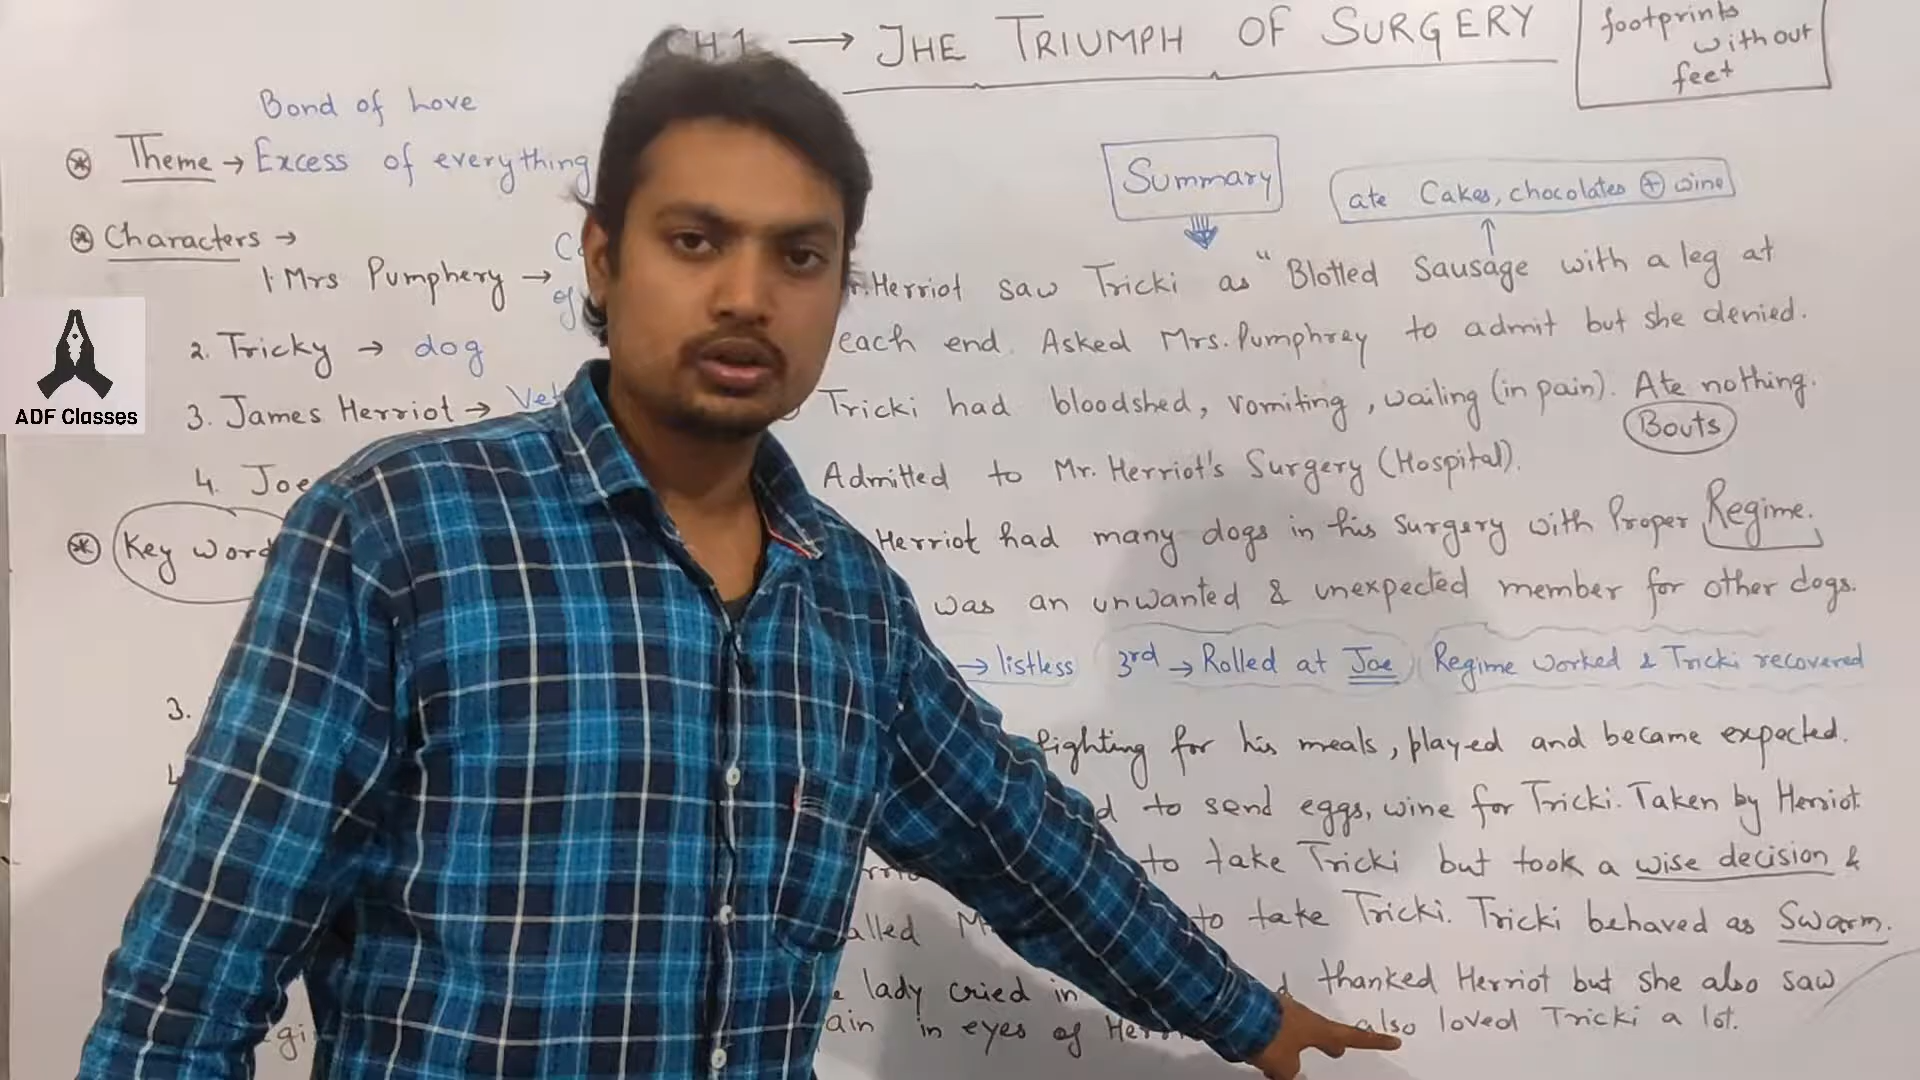 CH 1 → THE TRIUMPH OF SURGERY
footprints
without
feet
Bond of Love
* Theme → Excess of everything
Summary
ate Cakes, chocolates + wine
* Characters →
1. Mrs Pumphery →
2. Tricky → dog
3. James Herriot → Vet
4. Joe
* Key word
3.
ADF Classes
Herriot saw Tricki as "Blotled Sausage with a leg at
each end. Asked Mrs. Pumphrey to admit but she denied.
Tricki had bloodshed, vomiting, wailing (in pain). Ate nothing.
Bouts
Admitted to Mr. Herriot's Surgery (Hospital).
Herriot had many dogs in his surgery with Proper Regime.
was an unwanted & unexpected member for other dogs.
→ listless 3rd → Rolled at Joe Regime worked & Tricki recovered
fighting for his meals, played and became expected.
to send eggs, wine for Tricki. Taken by Herriot
to take Tricki but took a wise decision &
to take Tricki. Tricki behaved as Swarm.
lady cried in thanked Herriot but she also saw
in eyes of also loved Tricki a lot.